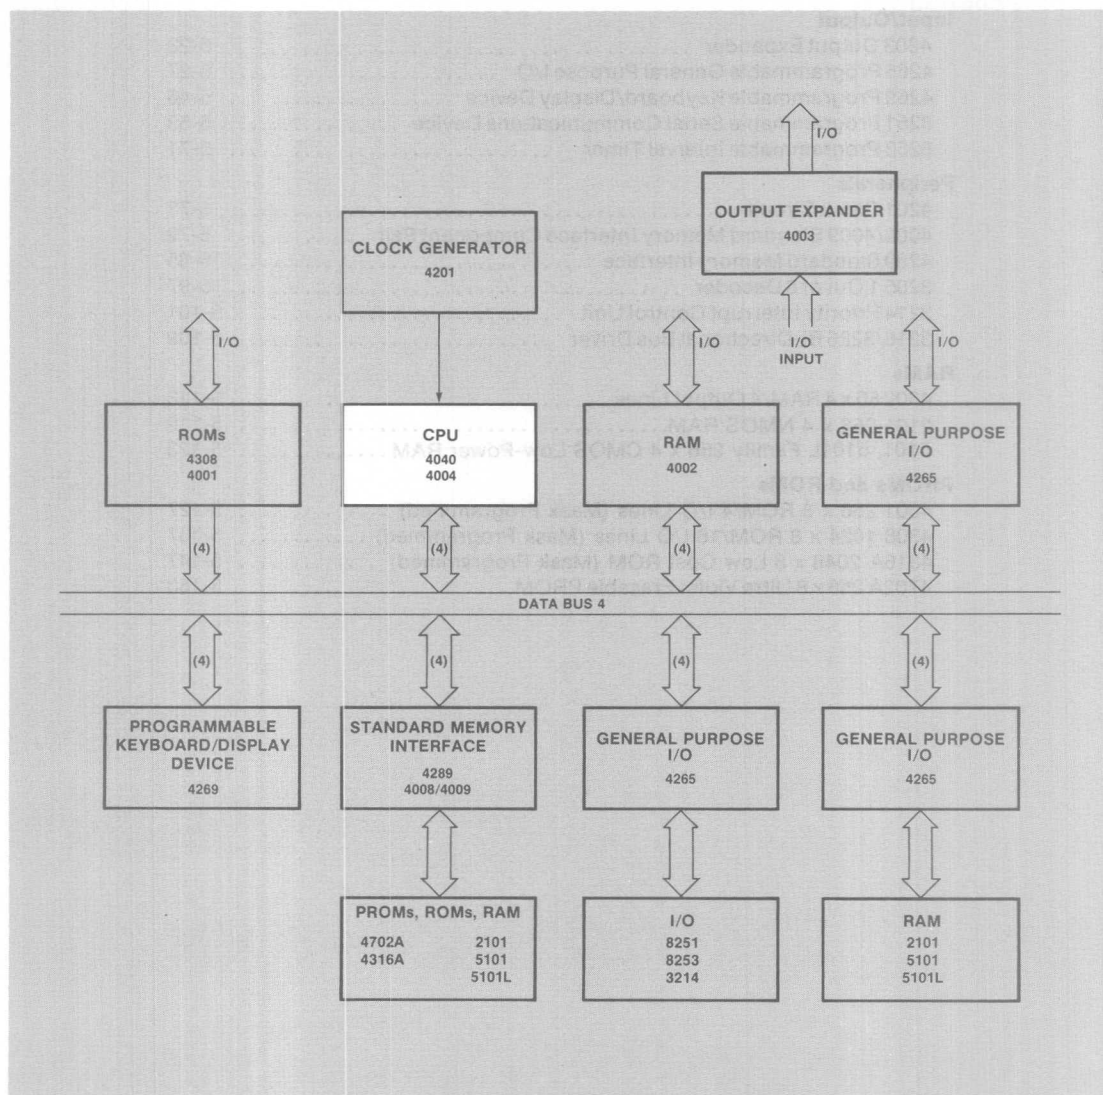 I/O
OUTPUT EXPANDER
4003
CLOCK GENERATOR
4201
I/O
I/O
I/O
INPUT
I/O
ROMs
4308
4001
CPU
4040
4004
RAM
4002
GENERAL PURPOSE
I/O
4265
(4)
(4)
(4)
(4)
DATA BUS 4
(4)
(4)
(4)
(4)
PROGRAMMABLE
KEYBOARD/DISPLAY
DEVICE
4269
STANDARD MEMORY
INTERFACE
4289
4008/4009
GENERAL PURPOSE
I/O
4265
GENERAL PURPOSE
I/O
4265
PROMs, ROMs, RAM
4702A 2101
4316A 5101
5101L
I/O
8251
8253
3214
RAM
2101
5101
5101L